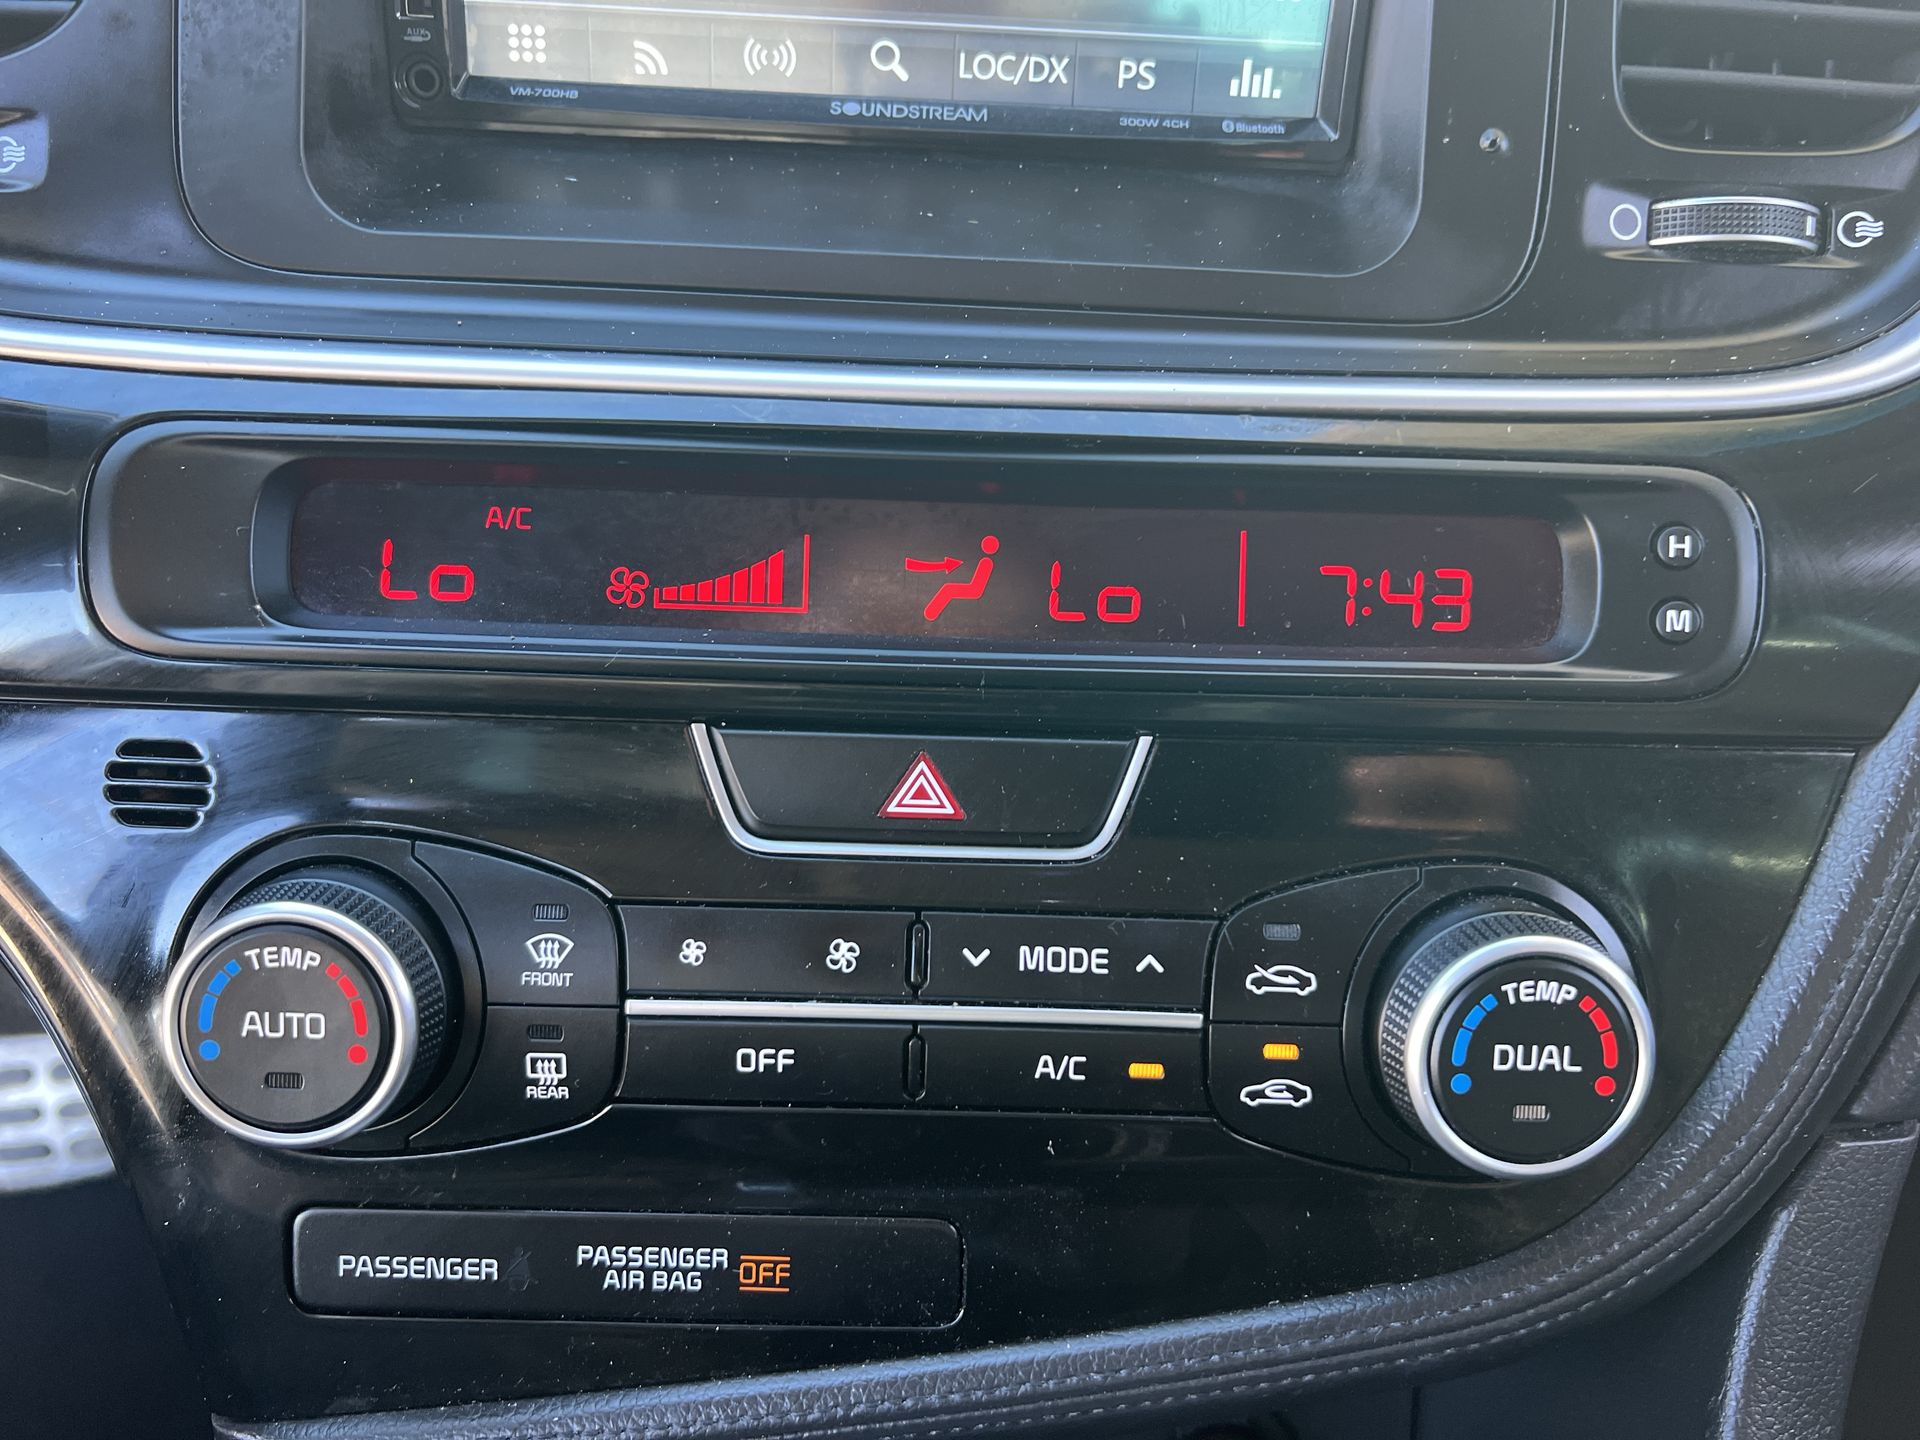 AUX
LOC/DX PS
VM-700HB
SOUNDSTREAM
300W 4CH
Bluetooth
A/C
Lo
Lo
7:43
H
M
TEMP
AUTO
FRONT
REAR
MODE
OFF
A/C
TEMP
DUAL
PASSENGER
PASSENGER
AIR BAG
OFF